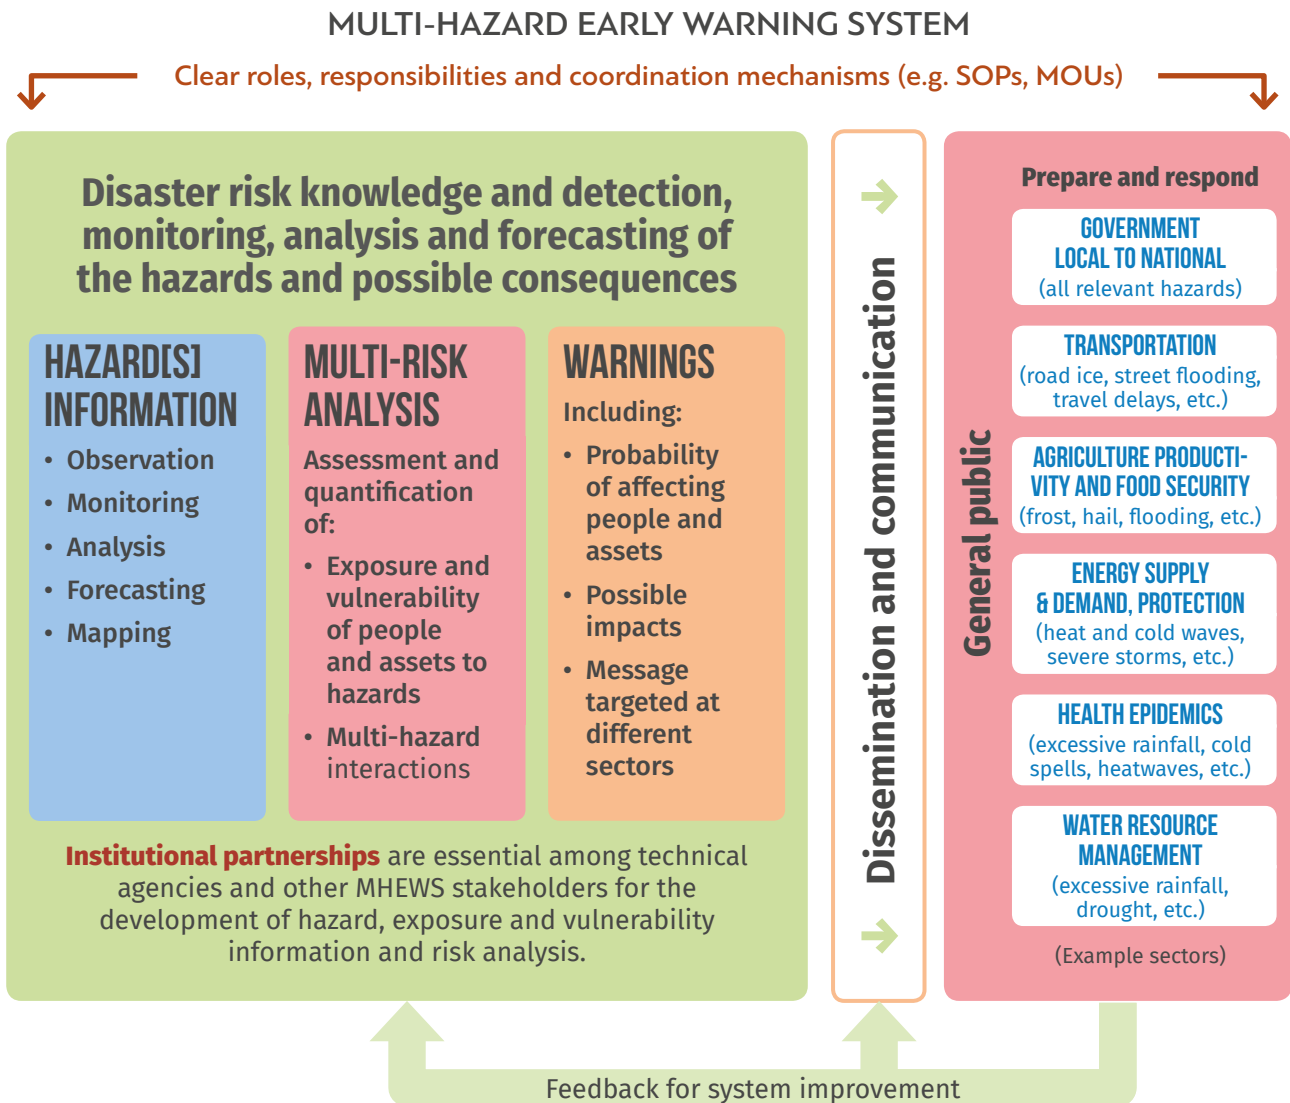 MULTI-HAZARD EARLY WARNING SYSTEM
Clear roles, responsibilities and coordination mechanisms (e.g. SOPs, MOUs)
Disaster risk knowledge and detection,
monitoring, analysis and forecasting of
the hazards and possible consequences
HAZARD[S]
INFORMATION
• Observation
• Monitoring
• Analysis
• Forecasting
• Mapping
MULTI-RISK
ANALYSIS
Assessment and
quantification
of:
• Exposure and
vulnerability
of people
and assets to
hazards
• Multi-hazard
interactions
WARNINGS
Including:
• Probability
of affecting
people and
assets
• Possible
impacts
• Message
targeted at
different
sectors
Institutional partnerships are essential among technical
agencies and other MHEWS stakeholders for the
development of hazard, exposure and vulnerability
information and risk analysis.
Dissemination and communication
General public
Prepare and respond
GOVERNMENT
LOCAL TO NATIONAL
(all relevant hazards)
TRANSPORTATION
(road ice, street flooding,
travel delays, etc.)
AGRICULTURE PRODUCTI-
VITY AND FOOD SECURITY
(frost, hail, flooding, etc.)
ENERGY SUPPLY
& DEMAND, PROTECTION
(heat and cold waves,
severe storms, etc.)
HEALTH EPIDEMICS
(excessive rainfall, cold
spells, heatwaves, etc.)
WATER RESOURCE
MANAGEMENT
(excessive rainfall,
drought, etc.)
(Example sectors)
Feedback for system improvement